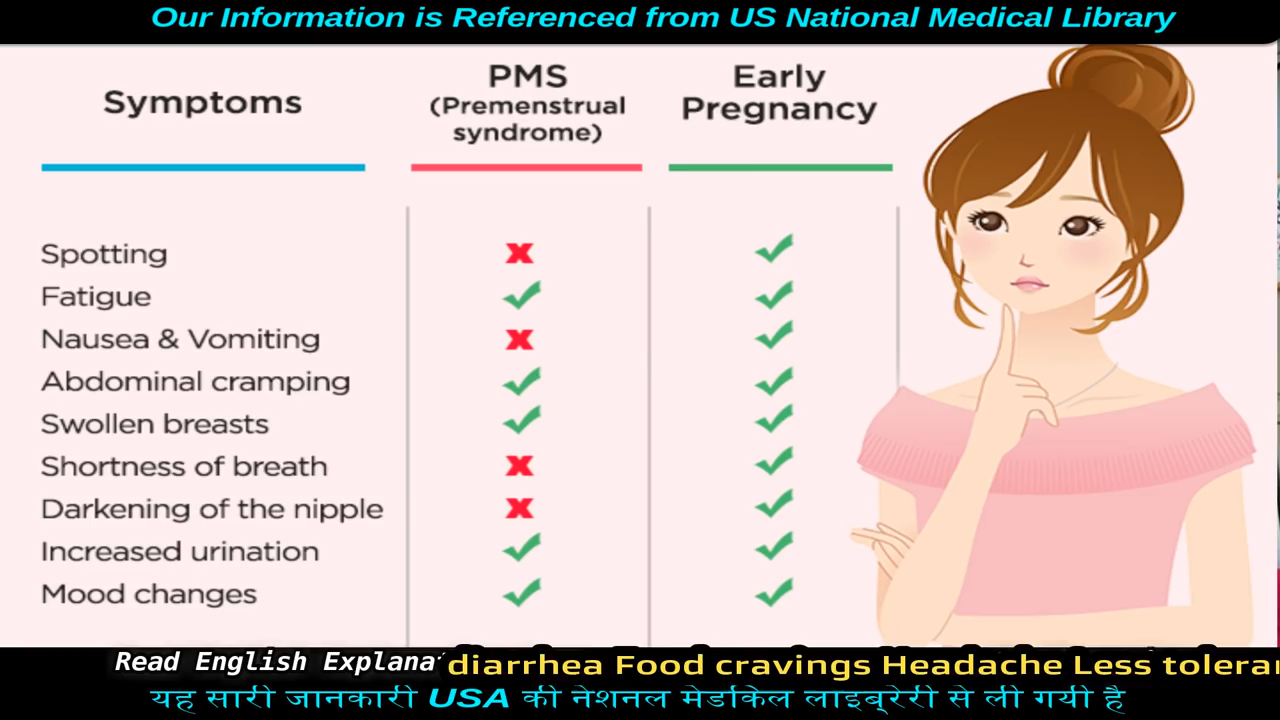 Our Information is Referenced from US National Medical Library
Symptoms
PMS
(Premenstrual
syndrome)
Early
Pregnancy
Spotting
Fatigue
Nausea & Vomiting
Abdominal cramping
Swollen breasts
Shortness of breath
Darkening of the nipple
Increased urination
Mood changes
Read English diarrhea Food cravings Headache Less
यह सारी जानकारी USA की नेशनल मेडिकल लाइब्रेरी से ली गयी है